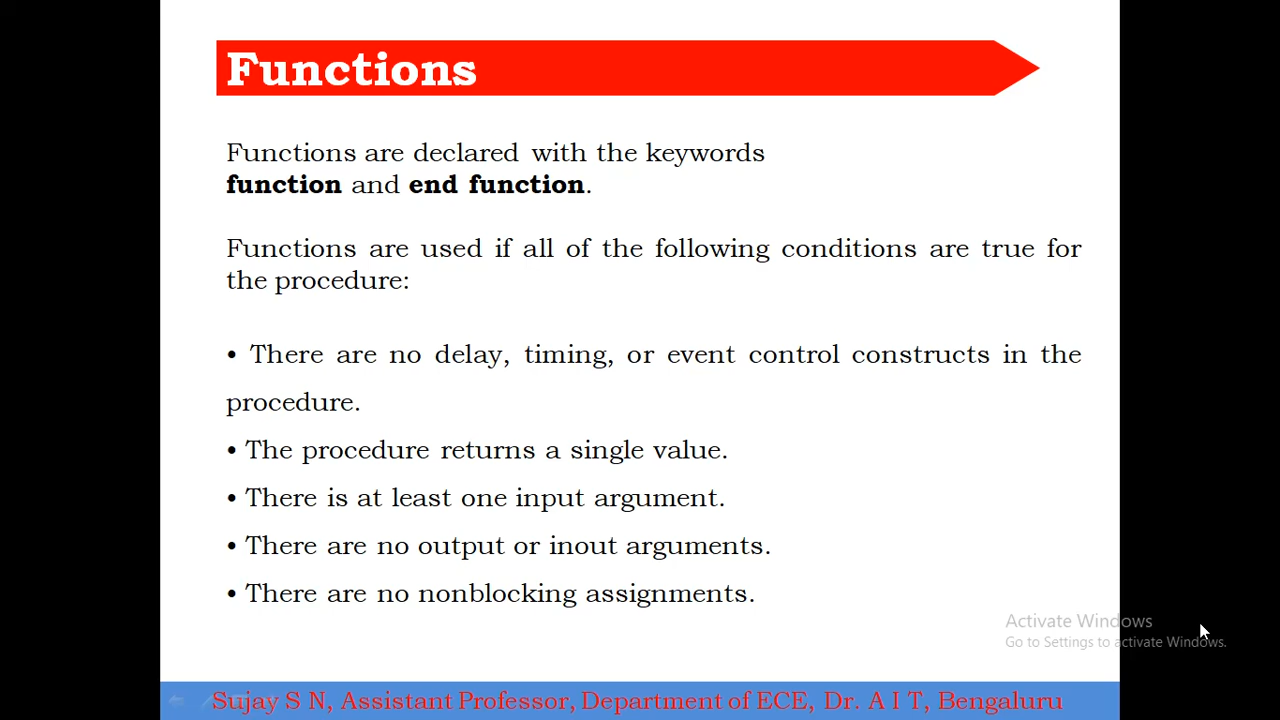 Functions
Functions are declared with the keywords
function and end function.
Functions are used if all of the following conditions are true for
the procedure:
• There are no delay, timing, or event control constructs in the
procedure.
• The procedure returns a single value.
• There is at least one input argument.
• There are no output or inout arguments.
• There are no nonblocking assignments.
Activate Windows
Go to Settings to activate Windows.
Sujay S N, Assistant Professor, Department of ECE, Dr. A I T, Bengaluru